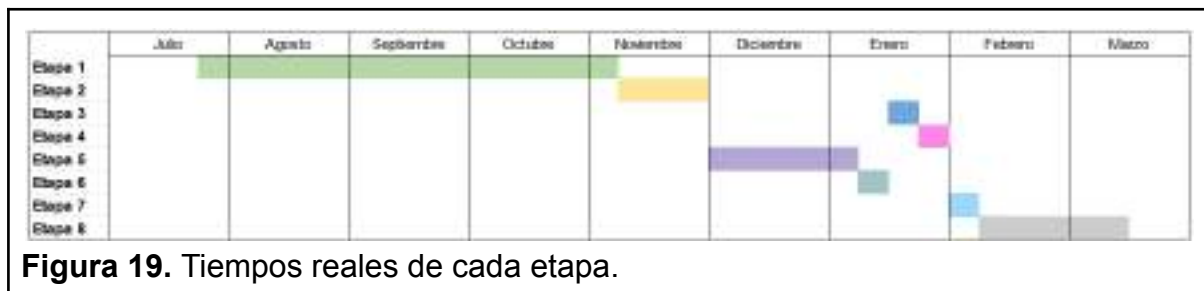 Julio Agosto Septiembre Octubre Noviembre Diciembre Enero Febrero Marzo
Etapa 1
Etapa 2
Etapa 3
Etapa 4
Etapa 5
Etapa 6
Etapa 7
Etapa 8
Figura 19. Tiempos reales de cada etapa.